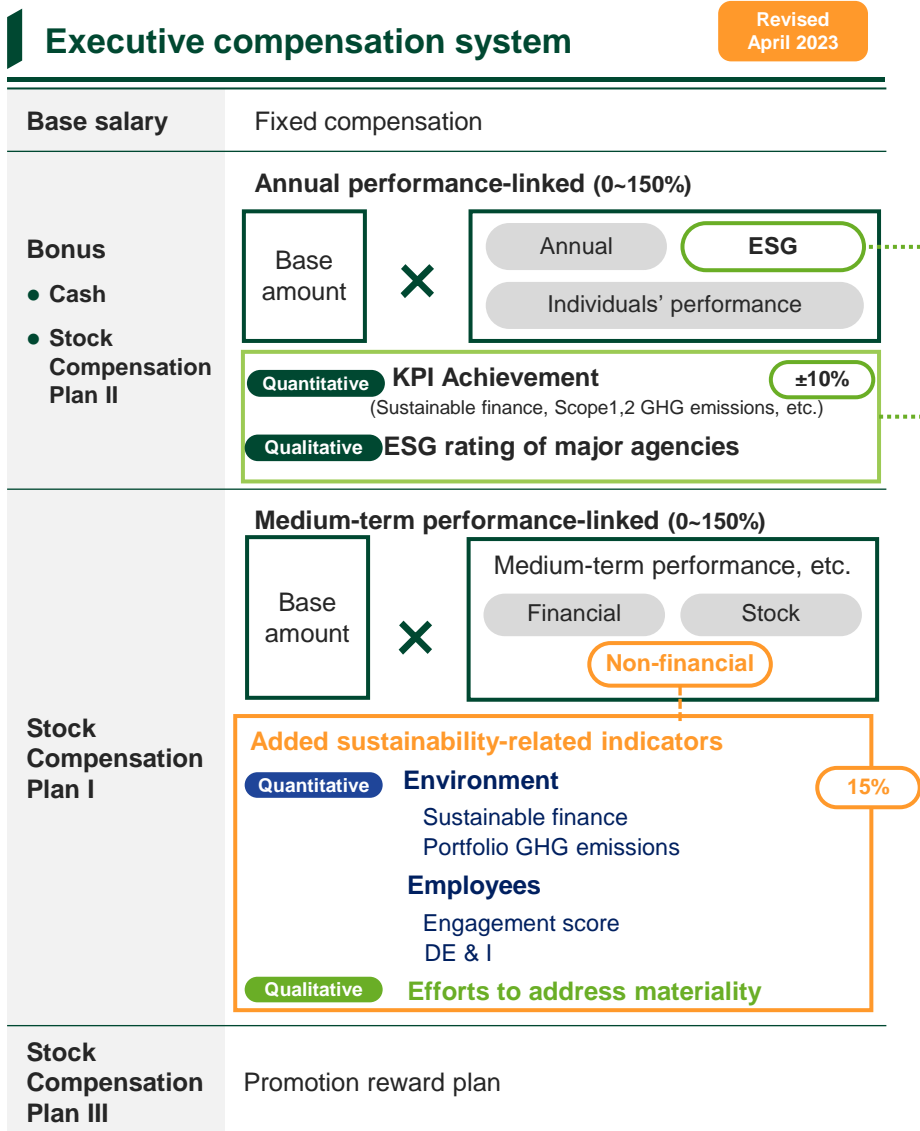 Executive compensation system
Revised
April 2023
Base salary
Fixed compensation
Bonus
● Cash
● Stock
Compensation
Plan II
Annual performance-linked (0~150%)
Base
amount
×
Annual
ESG
Individuals' performance
Quantitative KPI Achievement ±10%
(Sustainable finance, Scope1,2 GHG emissions, etc.)
Qualitative ESG rating of major agencies
Stock
Compensation
Plan I
Medium-term performance-linked (0~150%)
Base
amount
×
Medium-term performance, etc.
Financial
Stock
Non-financial
Added sustainability-related indicators
15%
Quantitative Environment
Sustainable finance
Portfolio GHG emissions
Employees
Engagement score
DE & I
Qualitative Efforts to address materiality
Stock
Compensation
Plan III
Promotion reward plan